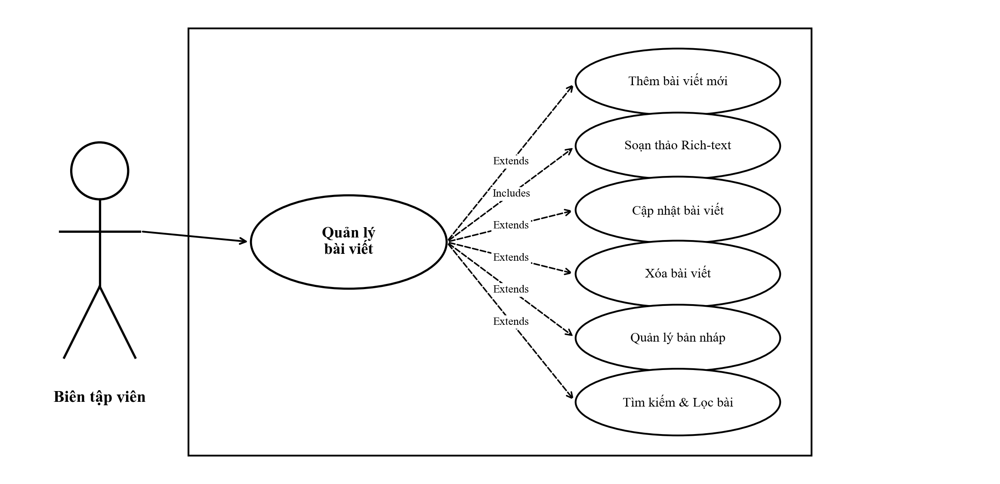 Biên tập viên
Quản lý
bài viết
Extends
Includes
Extends
Extends
Extends
Extends
Thêm bài viết mới
Soạn thảo Rich-text
Cập nhật bài viết
Xóa bài viết
Quản lý bản nháp
Tìm kiếm & Lọc bài